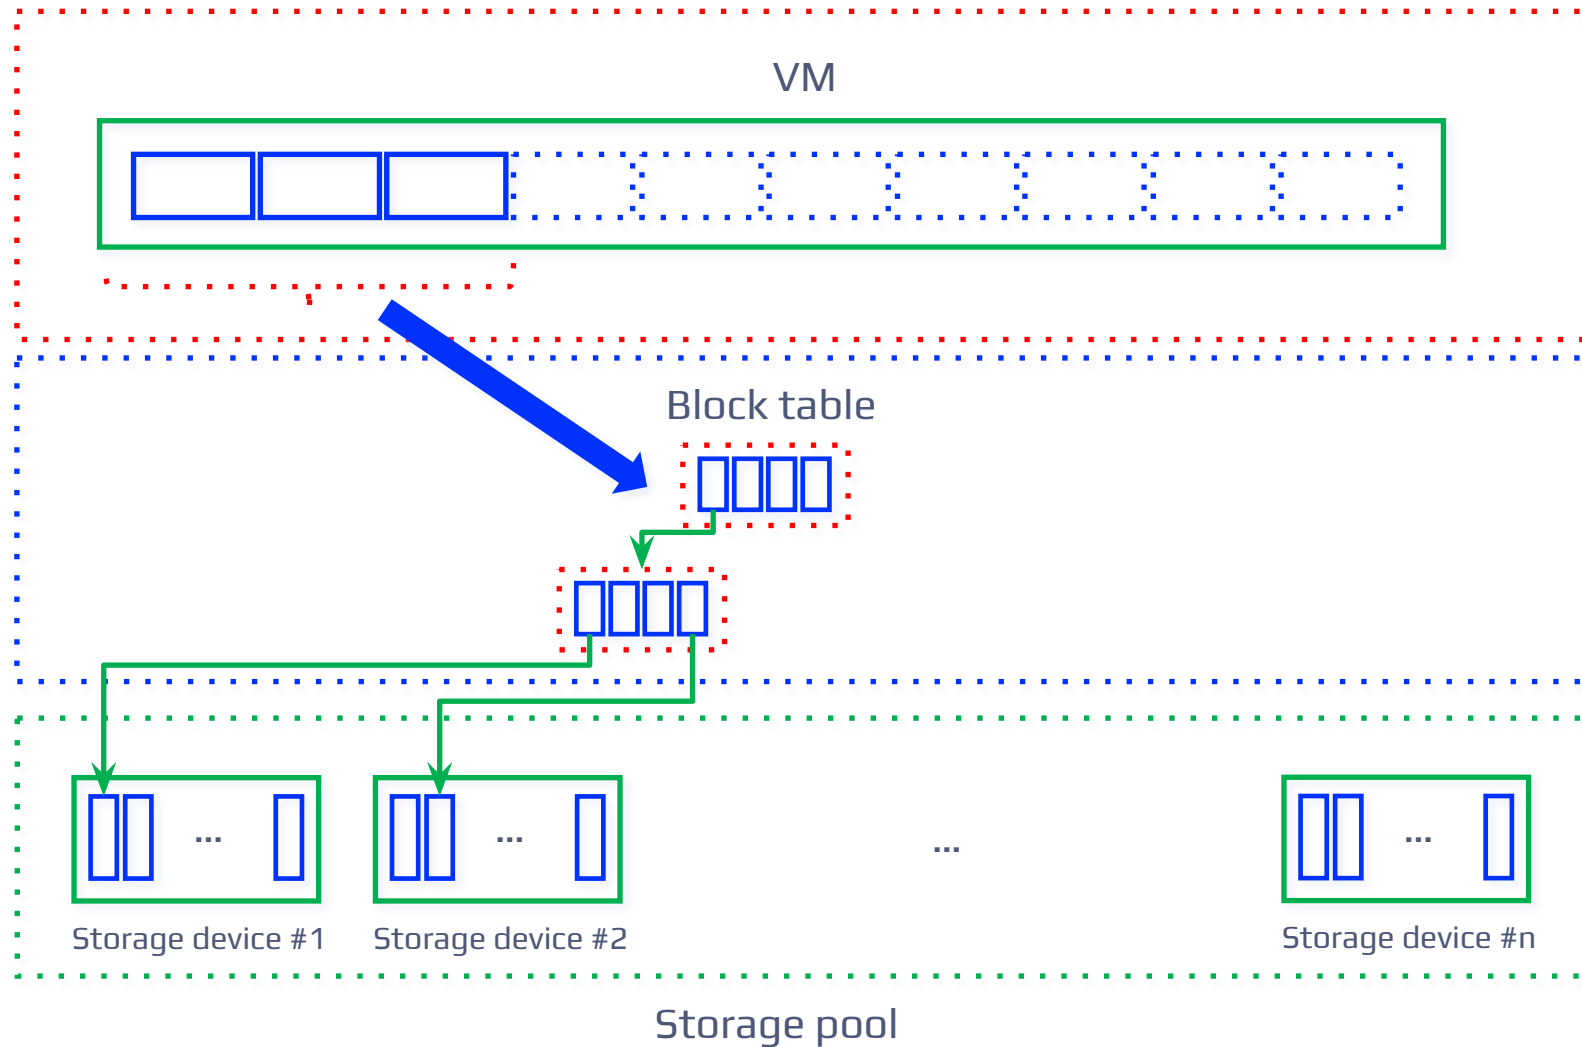 VM
Block table
...
...
...
...
Storage device #1
Storage device #2
Storage device #n
Storage pool